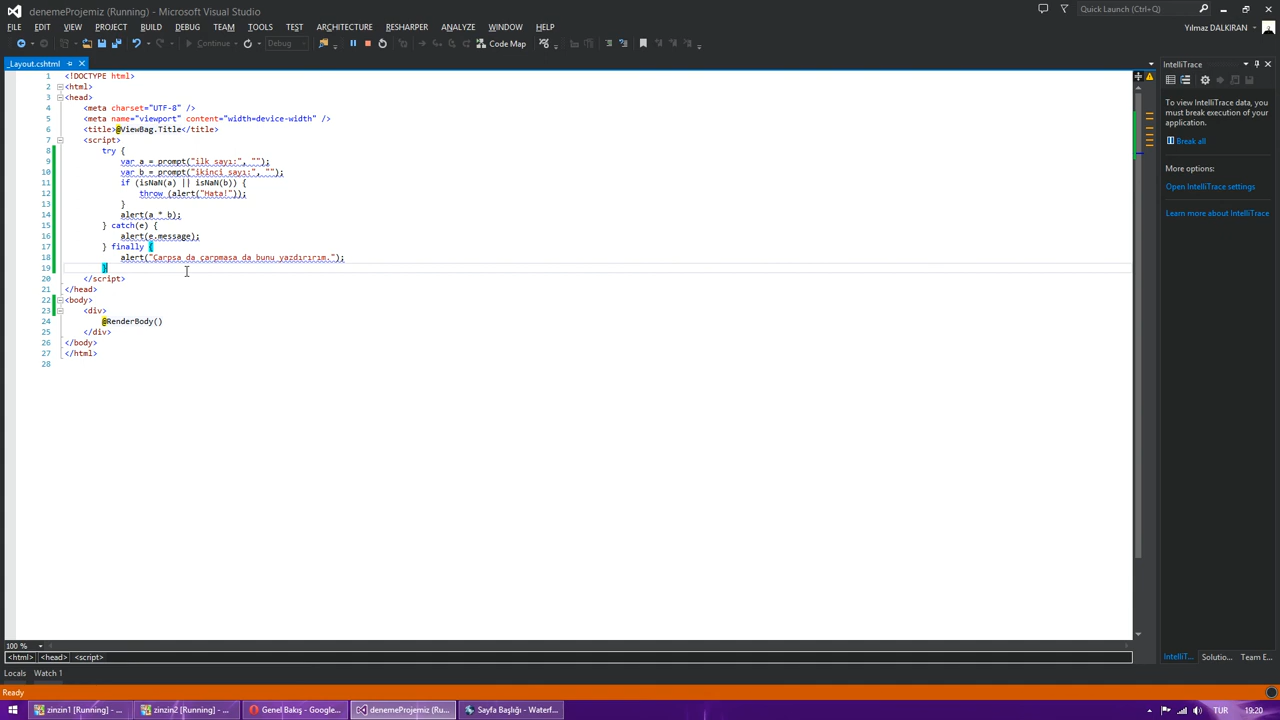 denemeProjemiz (Running) - Microsoft Visual Studio
Quick Launch (Ctrl+Q)
FILE EDIT VIEW PROJECT BUILD DEBUG TEAM TOOLS TEST ARCHITECTURE RESHARPER ANALYZE WINDOW HELP
Yilmaz DALKIRAN
Continue Debug Code Map
_Layout.cshtml
IntelliTrace
1 <!DOCTYPE html>
2 <html>
3 <head>
4 <meta charset="UTF-8" />
5 <meta name="viewport" content="width=device-width" />
6 <title>@ViewBag.Title</title>
7 <script>
8 try {
9 var a = prompt("ilk sayı:", "");
10 var b = prompt("ikinci sayı:", "");
11 if (isNaN(a) || isNaN(b)) {
12 throw (alert("Hata!"));
13 }
14 alert(a * b);
15 } catch(e) {
16 alert(e.message);
17 } finally {
18 alert("Çarpsa da çarpmasa da bunu yazdırırım.");
19 }
20 </script>
21 </head>
22 <body>
23 <div>
24 @RenderBody()
25 </div>
26 </body>
27 </html>
28
To view IntelliTrace data, you
must break execution of your
application.
Break all
More options:
Open IntelliTrace settings
Learn more about IntelliTrace
100 %
<html> <head> <script>
IntelliT... Solutio... Team E...
Locals Watch 1
Ready
zinzin1 [Running] - ... zinzin2 [Running] - ... Genel Bakış - Google... denemeProjemiz (Ru... Sayfa Başlığı - Waterf... TUR 19:20